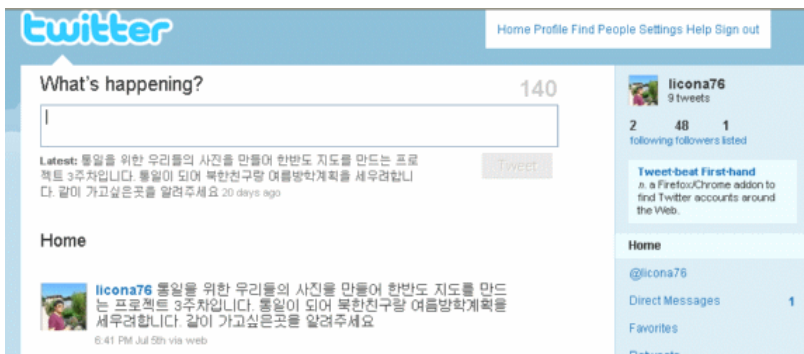 twitter
Home Profile Find People Settings Help Sign out
What's happening?
140
Latest: 통일을 위한 우리들의 사진을 만들어 한반도 지도를 만드는 프로
젝트 3주차입니다. 통일이 되어 북한친구랑 여름방학계획을 세우려합니
다. 같이 가고싶은곳을 알려주세요 20 days ago
Tweet
Home
licona76 통일을 위한 우리들의 사진을 만들어 한반도 지도를 만드
는 프로젝트 3주차입니다. 통일이 되어 북한친구랑 여름방학계획을
세우려합니다. 같이 가고싶은곳을 알려주세요
6:41 PM Jul 5th via web
licona76
9 tweets
2 48 1
following followers listed
Tweet-beat First-hand
n. a Firefox/Chrome addon to
find Twitter accounts around
the Web.
Home
@licona76
Direct Messages 1
Favorites
Retweets